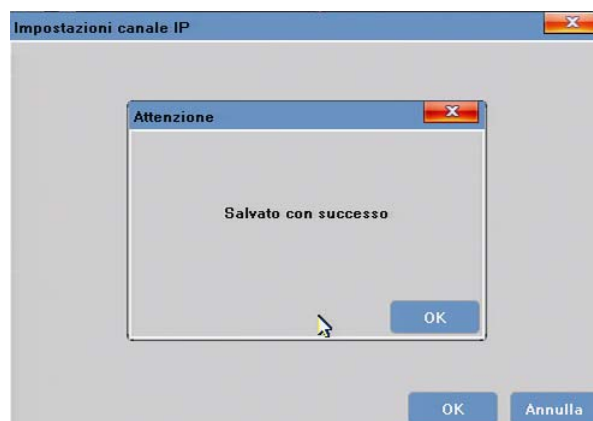 Impostazioni canale IP
Attenzione
Salvato con successo
OK
OK
Annulla